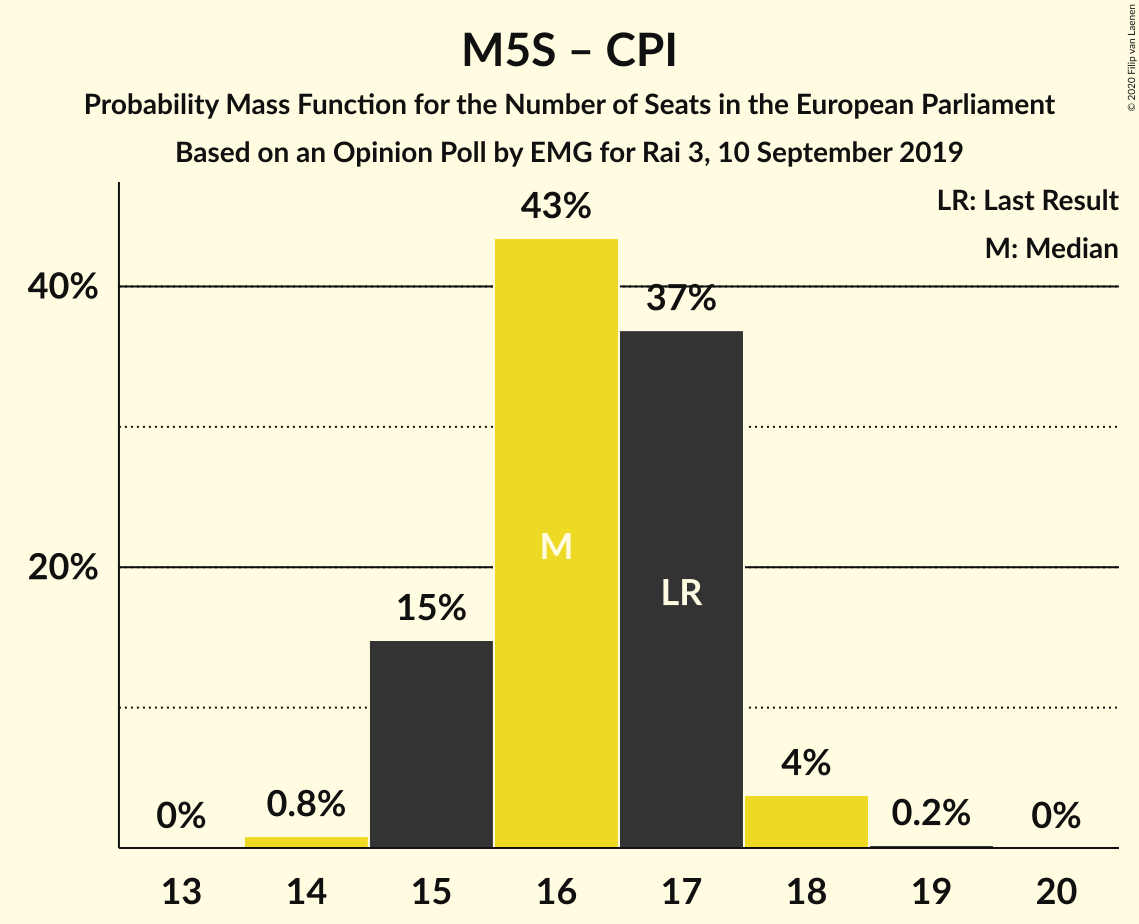 M5S – CPI
Probability Mass Function for the Number of Seats in the European Parliament
Based on an Opinion Poll by EMG for Rai 3, 10 September 2019
© 2020 Filip van Laenen
LR: Last Result
M: Median
40%
20%
0%
0.8%
15%
43%
37%
4%
0.2%
0%
M
LR
13 14 15 16 17 18 19 20